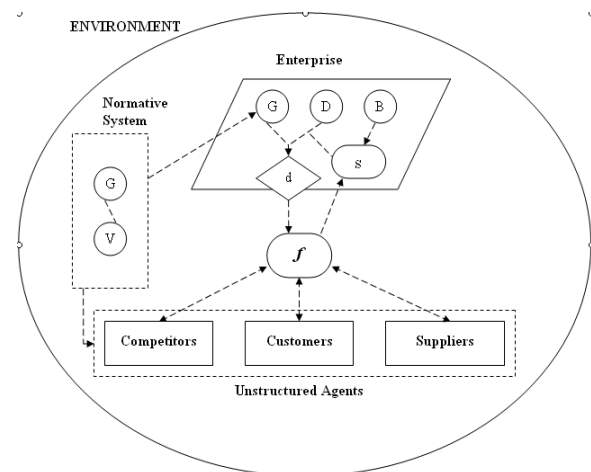 ENVIRONMENT
Enterprise
Normative
System
G
D
B
s
d
G
V
f
Competitors
Customers
Suppliers
Unstructured Agents